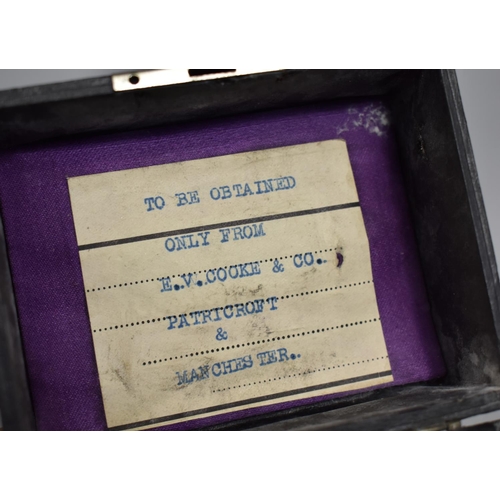 TO BE OBTAINED
ONLY FROM
E.V.COOKE & CO..
PATRICROFT
&
MANCHESTER.